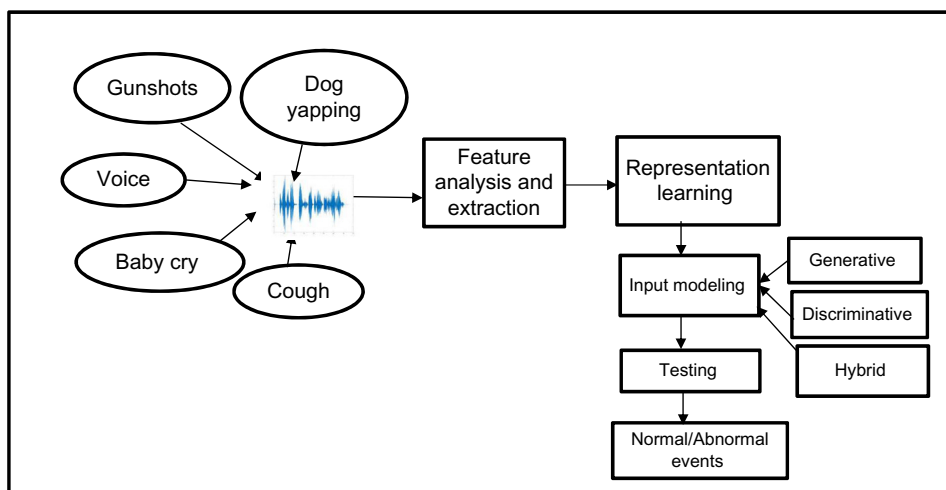 Gunshots
Dog
yapping
Voice
Baby cry
Cough
Feature
analysis and
extraction
Representation
learning
Input modeling
Generative
Discriminative
Hybrid
Testing
Normal/Abnormal
events